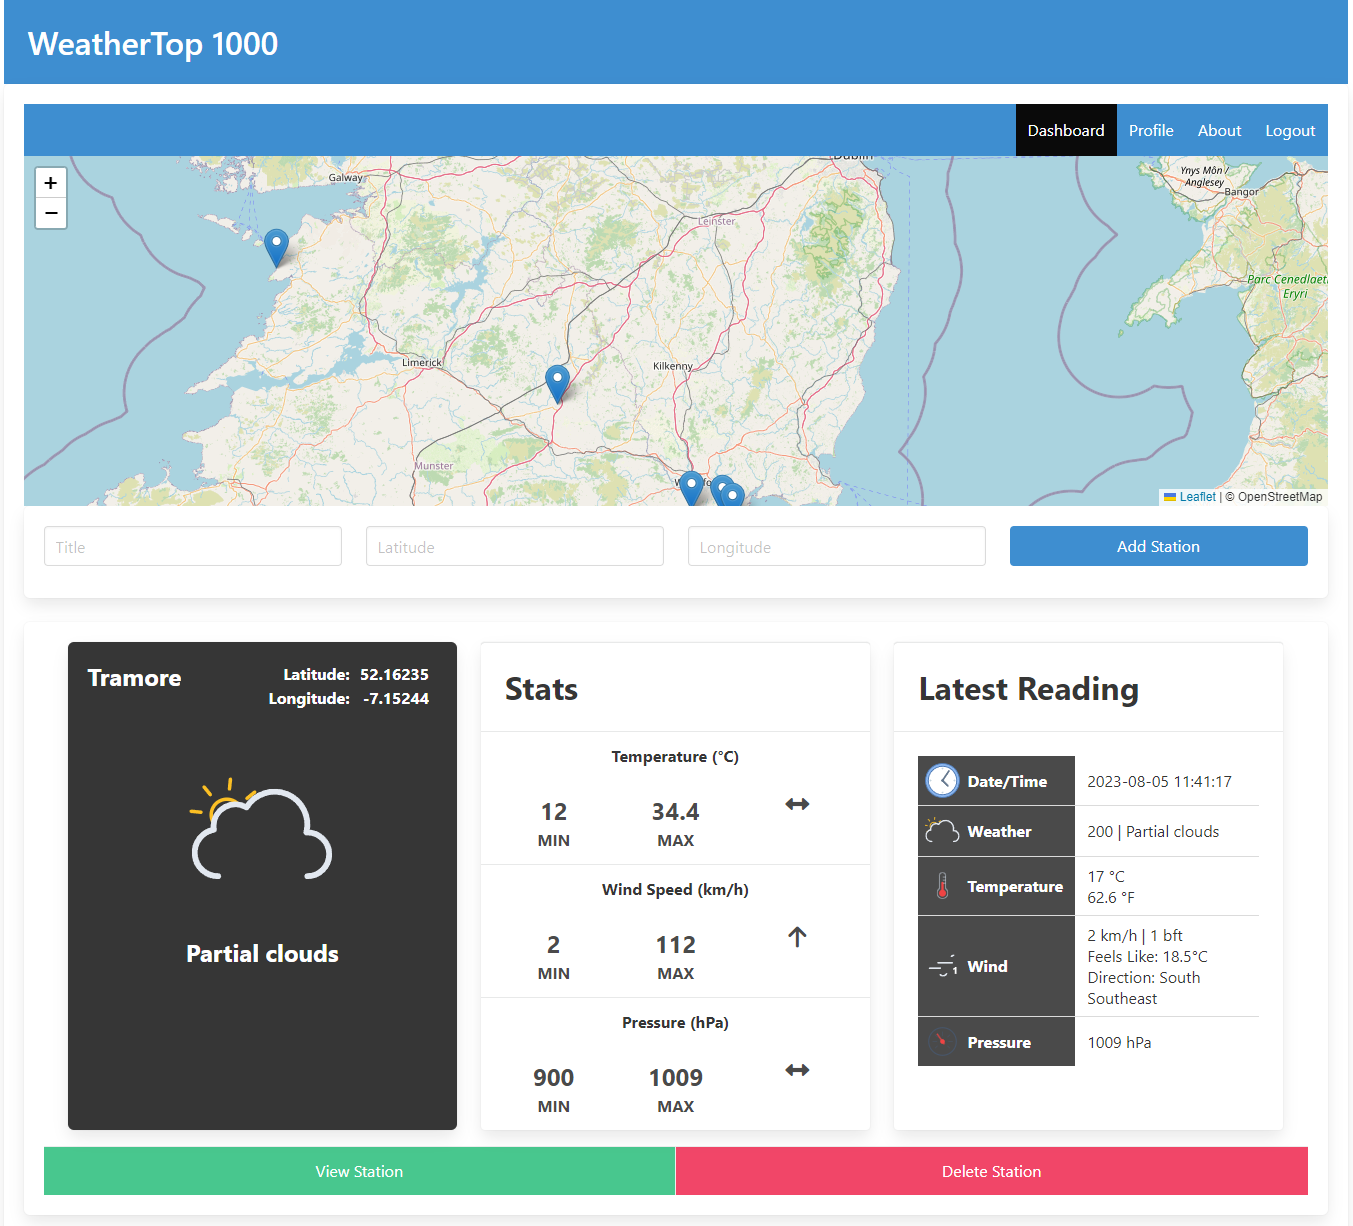 WeatherTop 1000
Dashboard Profile About Logout
+
−
Galway
Dublin
Leinster
Ynys Môn /
Anglesey
Bangor
Parc Cenedlaet
Eryri
Limerick
Kilkenny
Munster
Leaflet | © OpenStreetMap
Title Latitude Longitude Add Station
Tramore
Latitude: 52.16235
Longitude: -7.15244
Partial clouds
Stats
Temperature (°C)
12 34.4
MIN MAX
Wind Speed (km/h)
2 112
MIN MAX
Pressure (hPa)
900 1009
MIN MAX
Latest Reading
Date/Time 2023-08-05 11:41:17
Weather 200 | Partial clouds
Temperature 17 °C
62.6 °F
Wind 2 km/h | 1 bft
Feels Like: 18.5°C
Direction: South
Southeast
1
Pressure 1009 hPa
View Station Delete Station